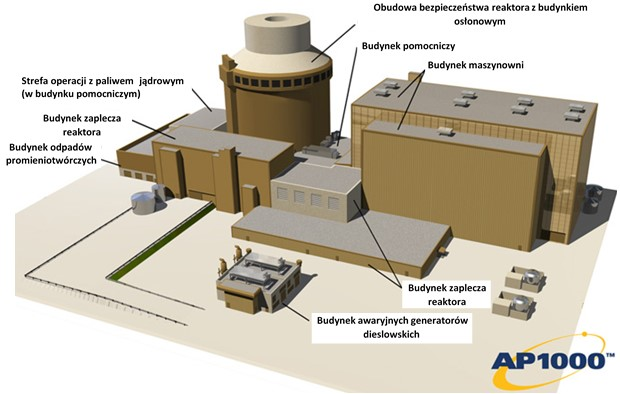 Obudowa bezpieczeństwa reaktora z budynkiem
osłonowym
Budynek pomocniczy
Budynek maszynowni
Strefa operacji z paliwem jądrowym
(w budynku pomocniczym)
Budynek zaplecza
reaktora
Budynek odpadów
promieniotwórczych
Budynek zaplecza
reaktora
Budynek awaryjnych generatorów
dieslowskich
AP1000™